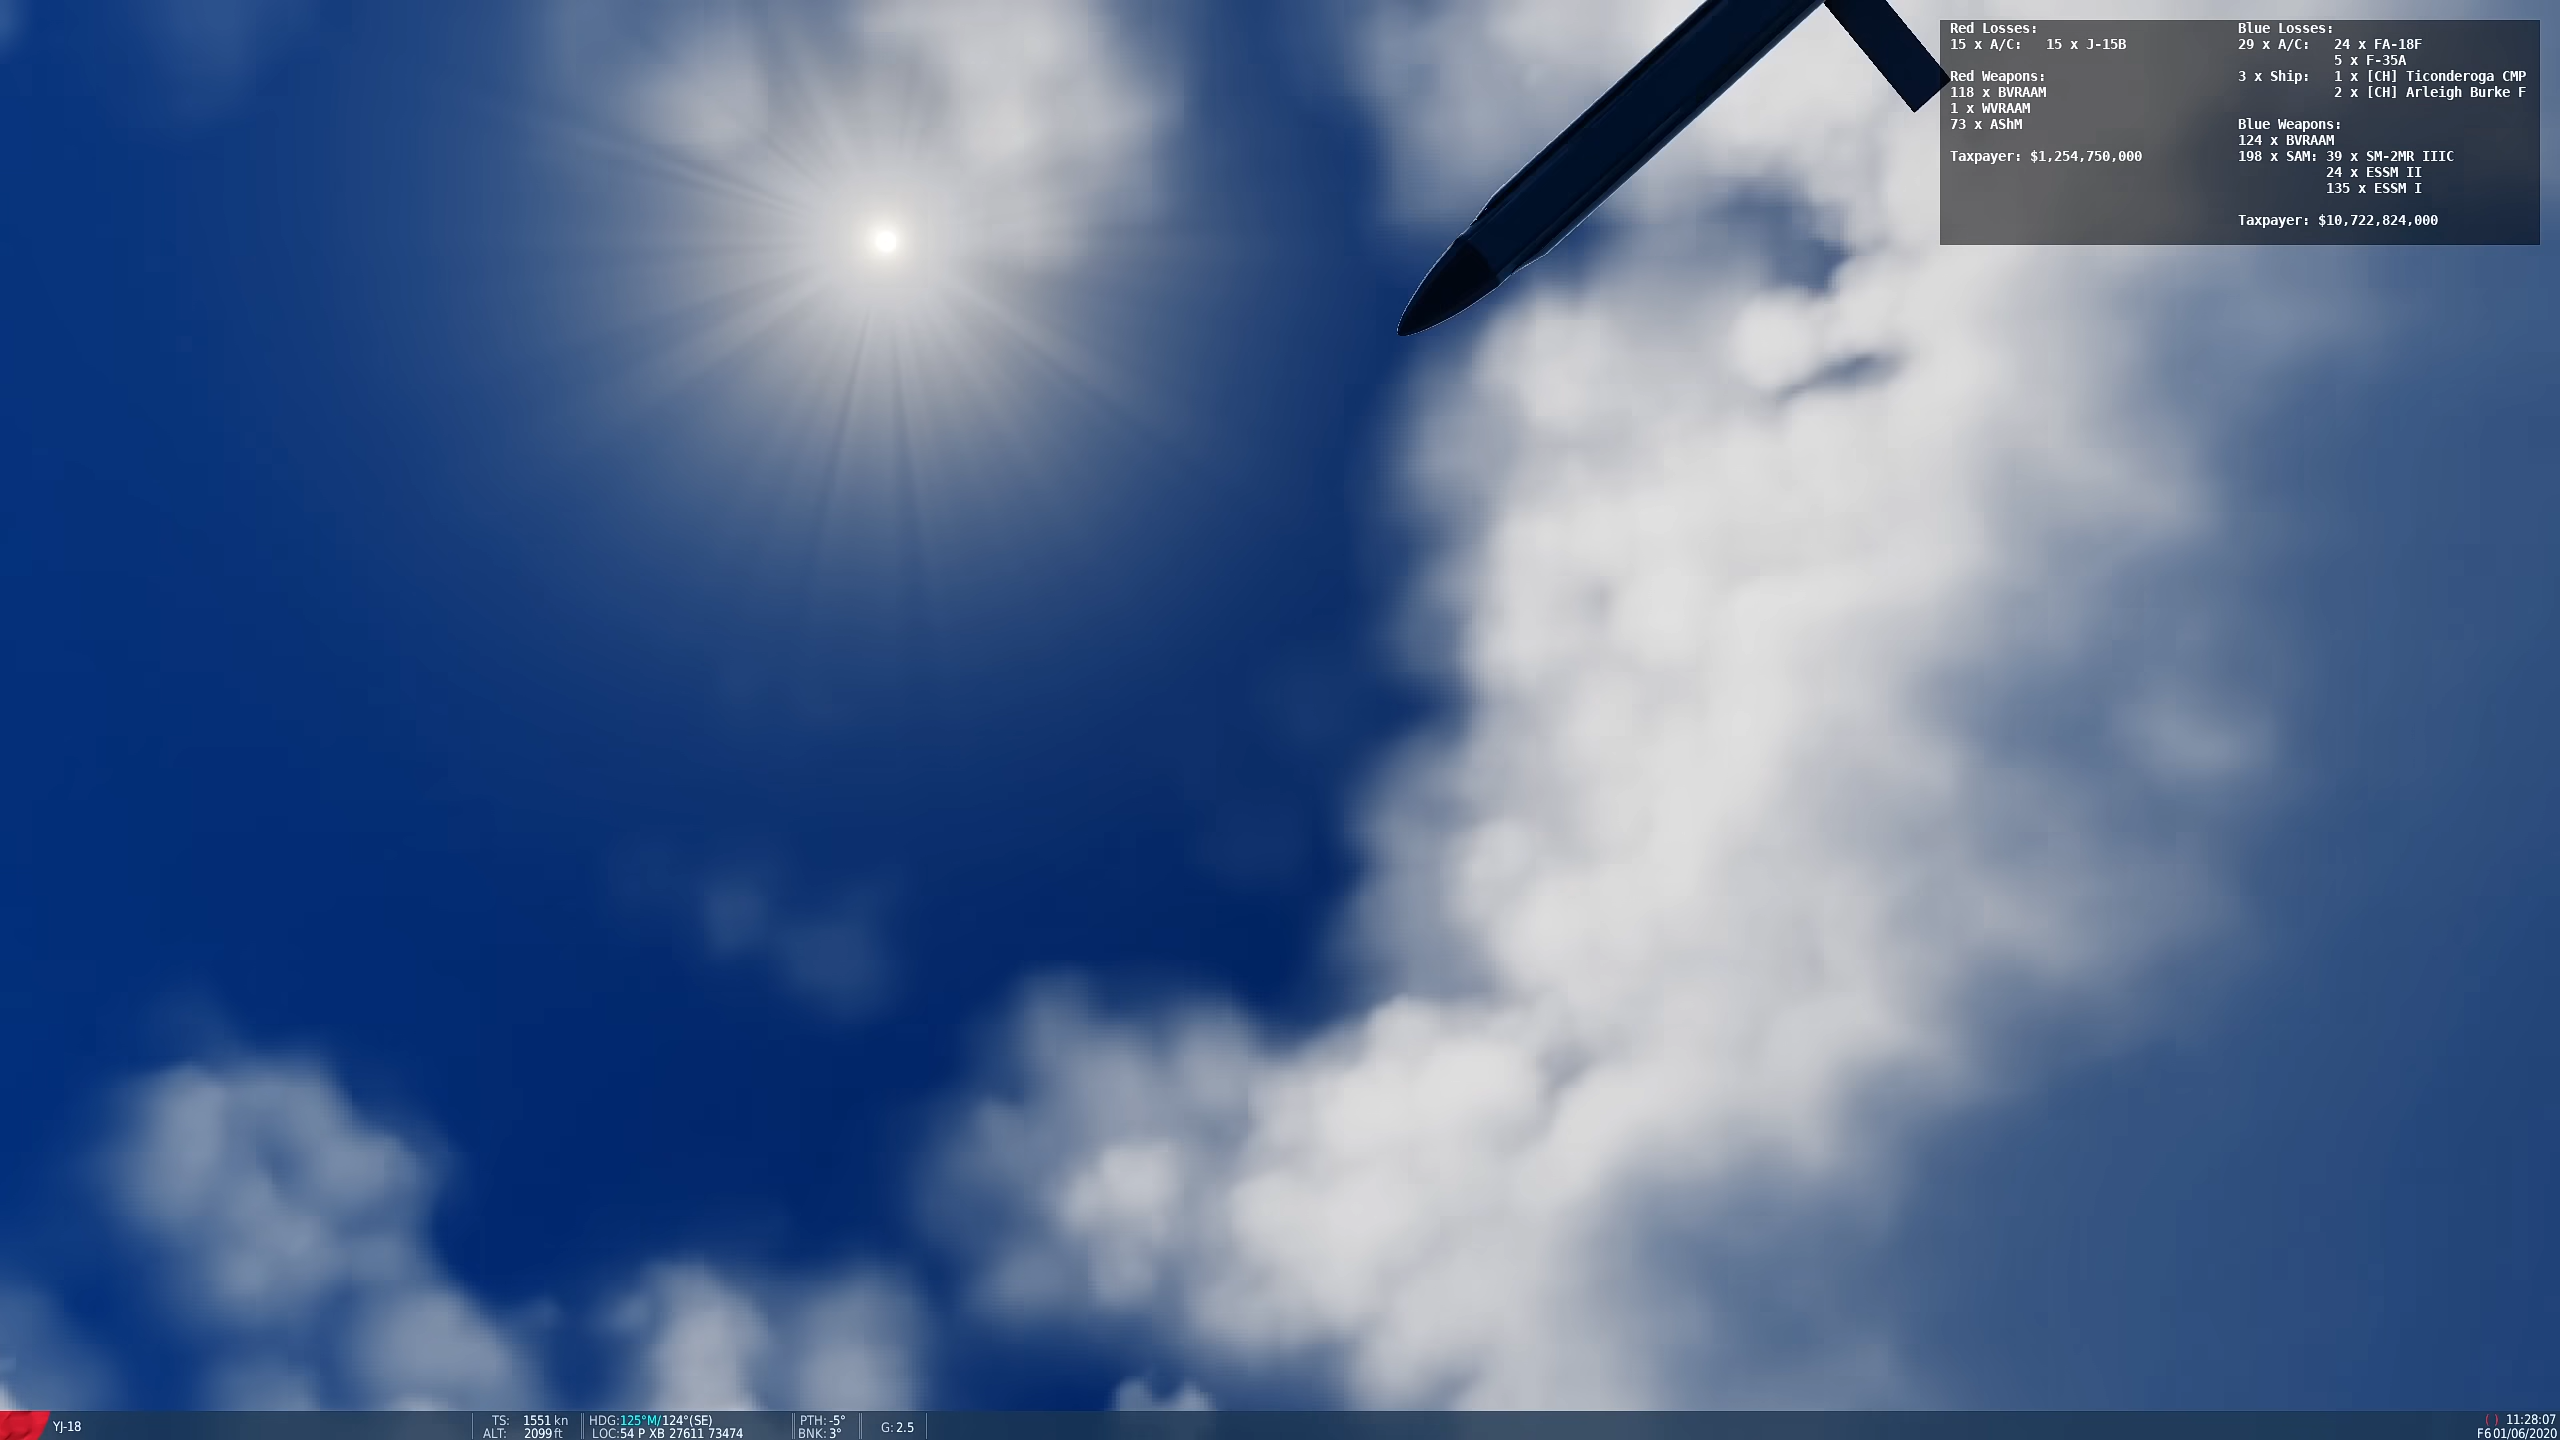 Red Losses:
15 x A/C: 15 x J-15B
Red Weapons:
118 x BVRAAM
1 x WVRAAM
73 x AShM
Taxpayer: $1,254,750,000
Blue Losses:
29 x A/C: 24 x FA-18F
5 x F-35A
3 x Ship: 1 x [CH] Ticonderoga CMP
2 x [CH] Arleigh Burke F
Blue Weapons:
124 x BVRAAM
198 x SAM: 39 x SM-2MR IIIC
24 x ESSM II
135 x ESSM I
Taxpayer: $10,722,824,000
YJ-18
TS: 1551 kn
ALT: 2099 ft
HDG:125°M/124°(SE)
LOC:54 P XB 27611 73474
PTH: -5°
BNK: 3°
G: 2.5
( ) 11:28:07
F6 01/06/2020